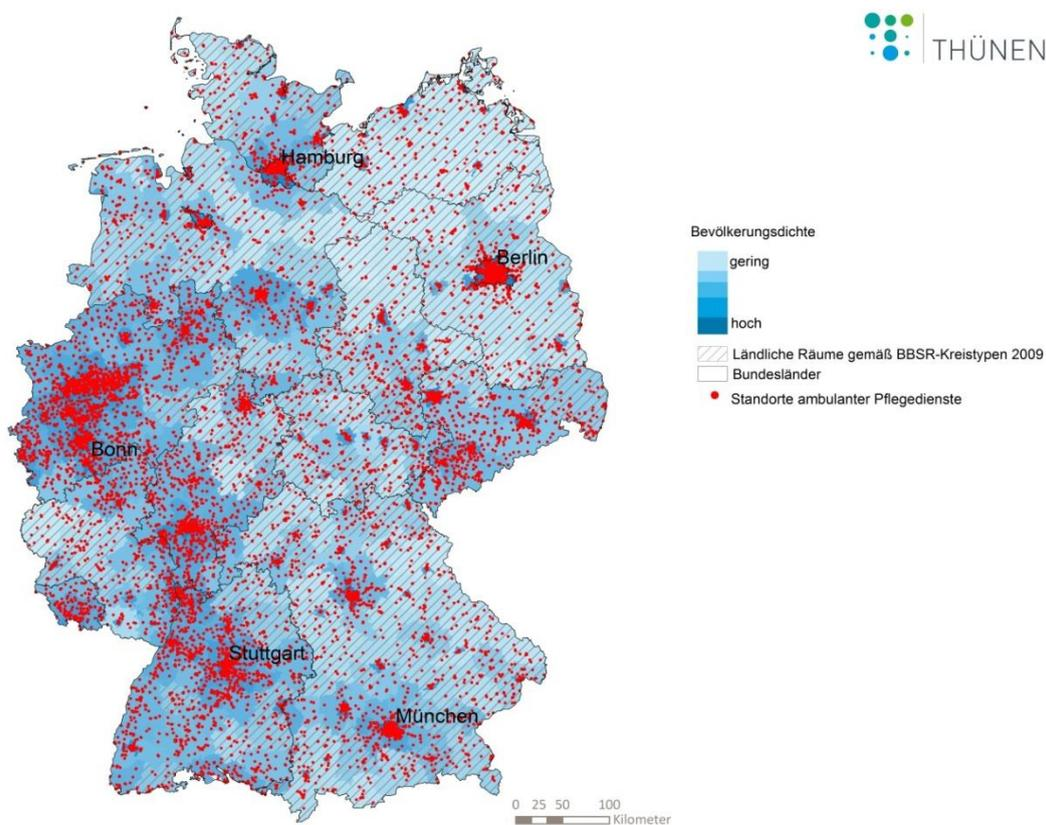 THÜNEN
Hamburg
Berlin
Bevölkerungsdichte
gering
hoch
Ländliche Räume gemäß BBSR-Kreistypen 2009
Bundesländer
Standorte ambulanter Pflegedienste
Bonn
Stuttgart
München
0 25 50 100
Kilometer